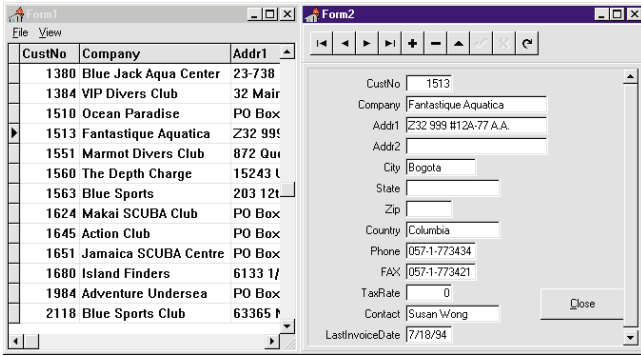 Form1
File View
CustNo Company Addr1
1380 Blue Jack Aqua Center 23-738
1384 VIP Divers Club 32 Mair
1510 Ocean Paradise PO Box
1513 Fantastique Aquatica Z32 999
1551 Marmot Divers Club 872 Que
1560 The Depth Charge 15243 U
1563 Blue Sports 203 12t
1624 Makai SCUBA Club PO Box
1645 Action Club PO Box
1651 Jamaica SCUBA Centre PO Box
1680 Island Finders 6133 1/
1984 Adventure Undersea PO Box
2118 Blue Sports Club 63365 N
Form2
CustNo 1513
Company Fantastique Aquatica
Addr1 Z32 999 #12A-77 A.A.
Addr2
City Bogota
State
Zip
Country Columbia
Phone 057-1-773434
FAX 057-1-773421
TaxRate 0
Contact Susan Wong
LastInvoiceDate 7/18/94
Close